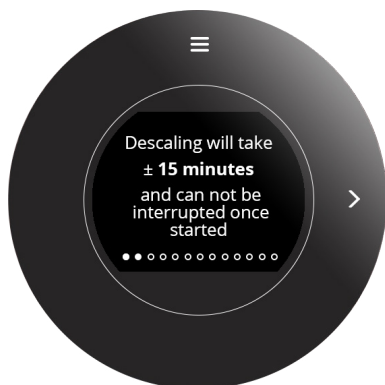 Descaling will take
± 15 minutes
and can not be
interrupted once
started